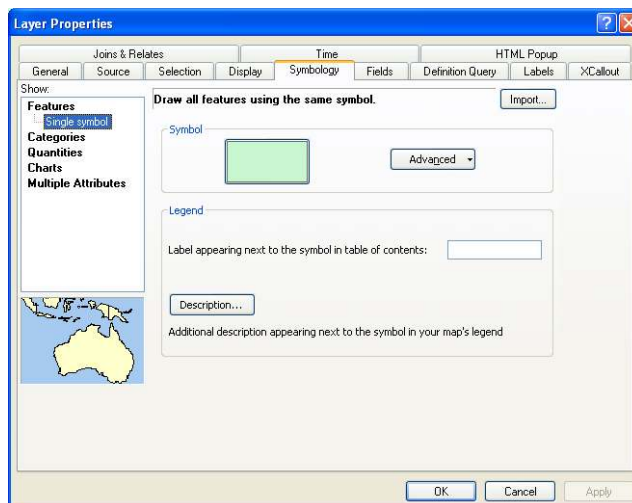 Layer Properties
Joins & Relates Time HTML Popup
General Source Selection Display Symbology Fields Definition Query Labels XCallout
Show:
Features
Single symbol
Categories
Quantities
Charts
Multiple Attributes
Draw all features using the same symbol.
Import...
Symbol
Advanced
Legend
Label appearing next to the symbol in table of contents:
Description...
Additional description appearing next to the symbol in your map's legend
OK Cancel Apply